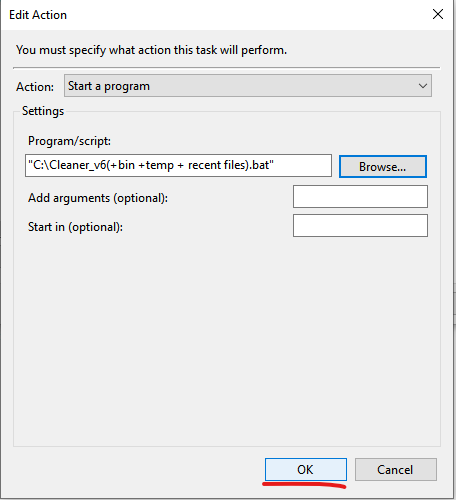 Edit Action
You must specify what action this task will perform.
Action: Start a program
Settings
Program/script:
"C:\Cleaner_v6(+bin +temp + recent files).bat" Browse...
Add arguments (optional):
Start in (optional):
OK Cancel